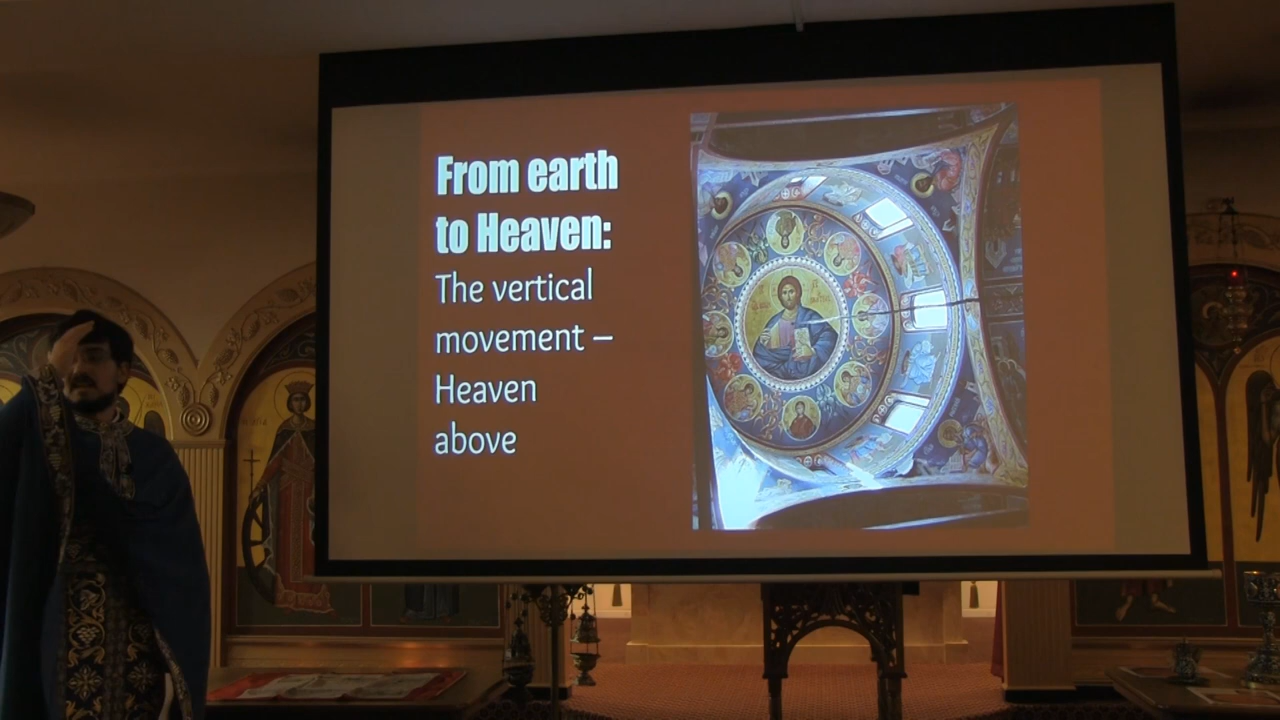 From earth
to Heaven:
The vertical
movement –
Heaven
above